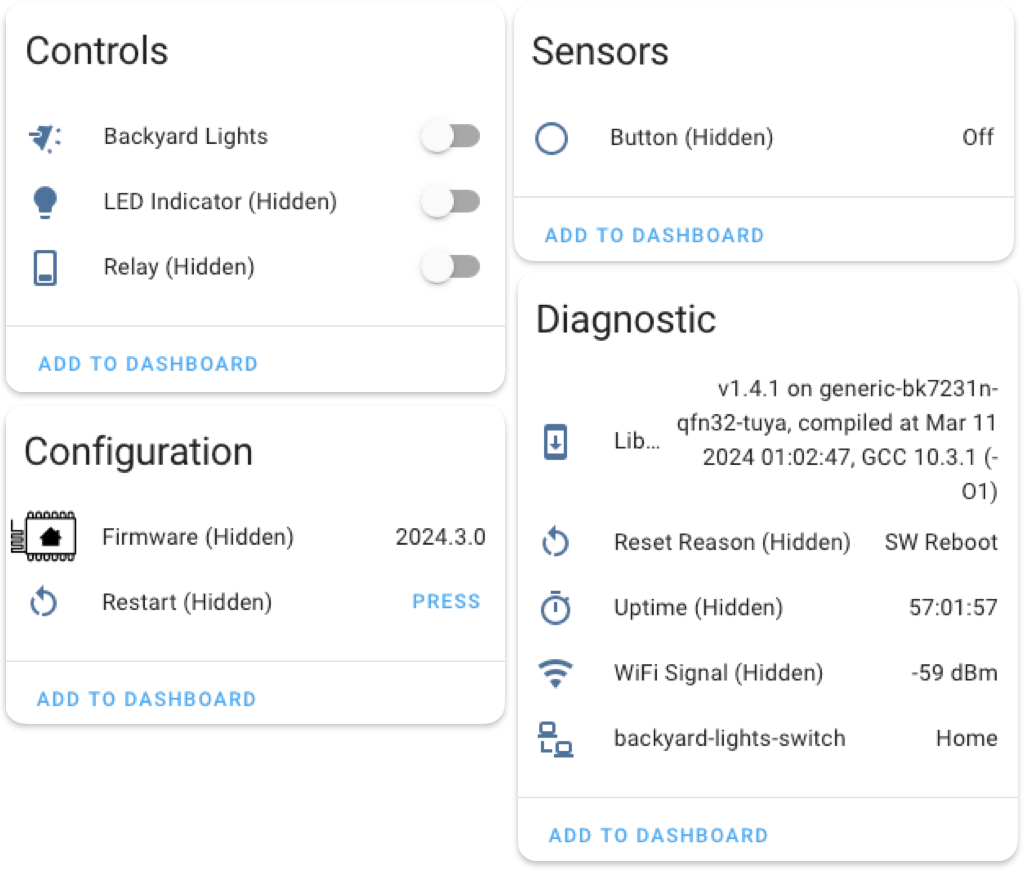 Controls
Backyard Lights
LED Indicator (Hidden)
Relay (Hidden)
ADD TO DASHBOARD
Configuration
Firmware (Hidden) 2024.3.0
Restart (Hidden) PRESS
ADD TO DASHBOARD
Sensors
Button (Hidden) Off
ADD TO DASHBOARD
Diagnostic
Lib...
v1.4.1 on generic-bk7231n-
qfn32-tuya, compiled at Mar 11
2024 01:02:47, GCC 10.3.1 (-
O1)
Reset Reason (Hidden) SW Reboot
Uptime (Hidden) 57:01:57
WiFi Signal (Hidden) -59 dBm
backyard-lights-switch Home
ADD TO DASHBOARD